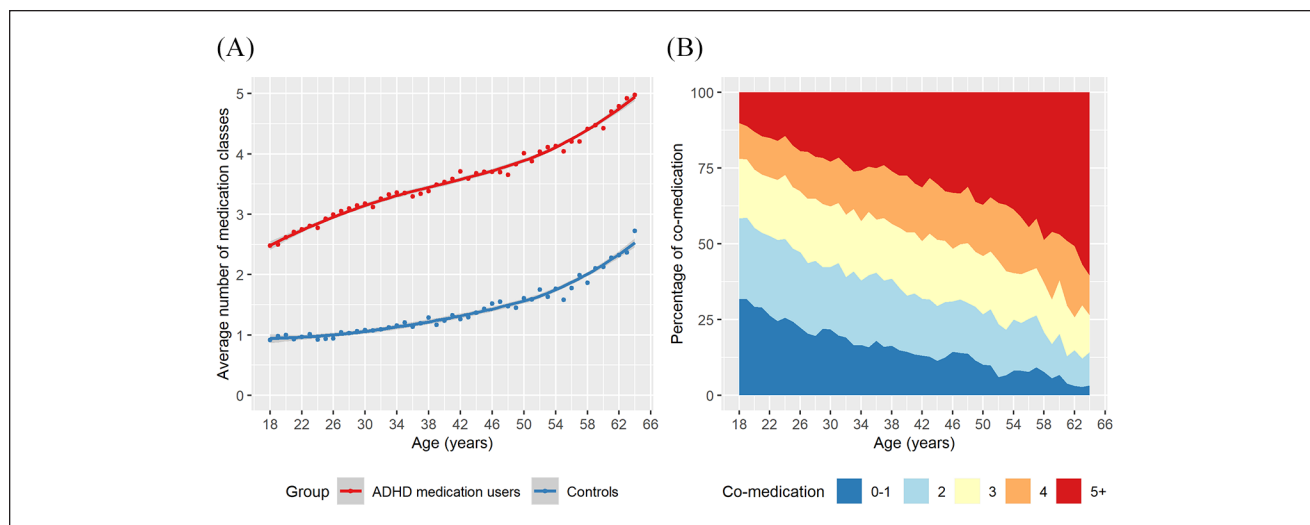 (A)
Average number of medication classes
5
4
3
2
1
0
18 22 26 30 34 38 42 46 50 54 58 62 66
Age (years)
Group ADHD medication users Controls
(B)
Percentage of co-medication
100
75
50
25
0
18 22 26 30 34 38 42 46 50 54 58 62 66
Age (years)
Co-medication 0-1 2 3 4 5+